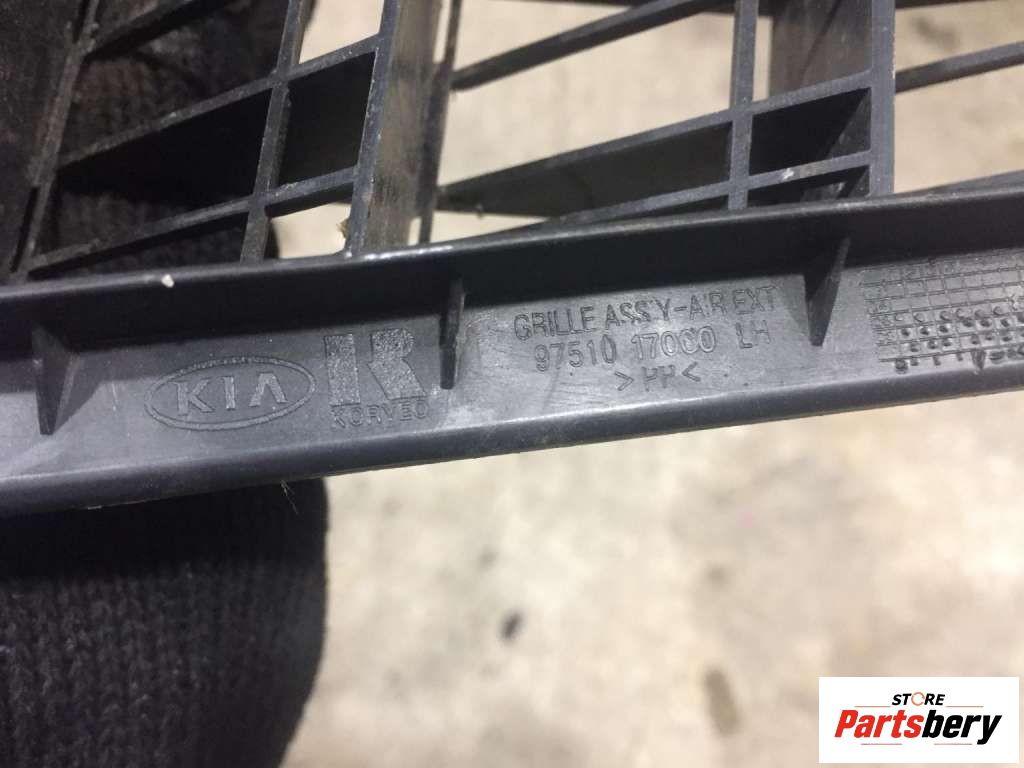 KIA
KORVEO
GRILLE ASS'Y-AIR EXT
97510 17000 LH
>PP<
STORE
Partsbery